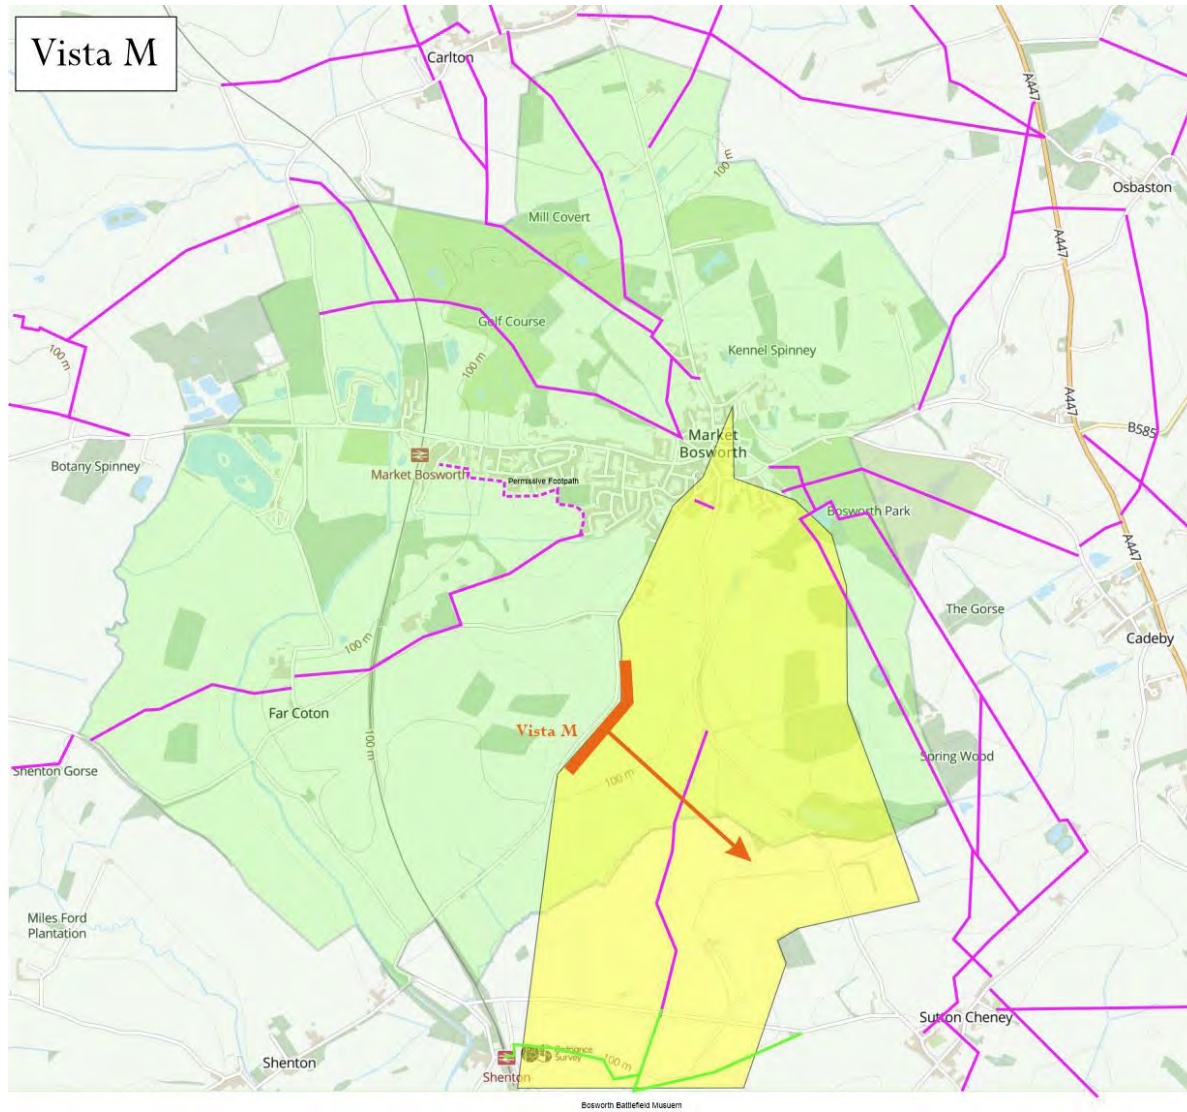 Vista M
Carlton
A447
100 m
Osbaston
Mill Covert
A447
Golf Course
100 m
100 m
Kennel Spinney
A447
B585
Market
Bosworth
Botany Spinney
Market Bosworth
Permissive Footpath
Bosworth Park
A447
The Gorse
Cadeby
100 m
Far Coton
Vista M
100 m
Spring Wood
Shenton Gorse
100 m
Miles Ford
Plantation
Sutton Cheney
Shenton
Ordnance
Survey
100 m
Shenton
Bosworth Battlefield Musuem